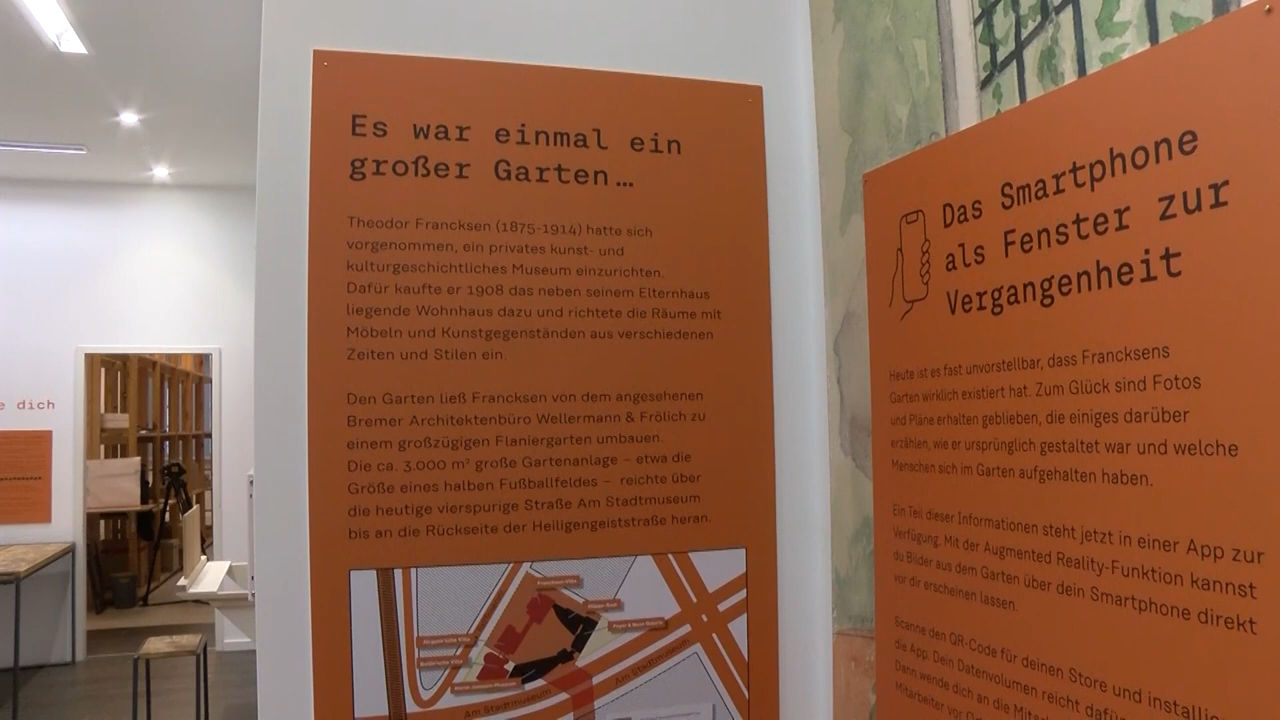 Es war einmal ein
großer Garten…
Theodor Francksen (1875-1914) hatte sich
vorgenommen, ein privates kunst- und
kulturgeschichtliches Museum einzurichten.
Dafür kaufte er 1908 das neben seinem Elternhaus
liegende Wohnhaus dazu und richtete die Räume mit
Möbeln und Kunstgegenständen aus verschiedenen
Zeiten und Stilen ein.
Den Garten ließ Francksen von dem angesehenen
Bremer Architektenbüro Wellermann & Frölich zu
einem großzügigen Flaniergarten umbauen.
Die ca. 3.000 m² große Gartenanlage – etwa die
Größe eines halben Fußballfeldes – reichte über
die heutige vierspurige Straße Am Stadtmuseum
bis an die Rückseite der Heiligengeiststraße heran.
Am Stadtmuseum
Am Stadtmuseum
Das Smartphone
als Fenster zur
Vergangenheit
Heute ist es fast unvorstellbar, dass Francksens
Garten wirklich existiert hat. Zum Glück sind Fotos
und Pläne erhalten geblieben, die einiges darüber
erzählen, wie er ursprünglich gestaltet war und welche
Menschen sich im Garten aufgehalten haben.
Ein Teil dieser Informationen steht jetzt in einer App zur
Verfügung. Mit der Augmented Reality-Funktion kannst
du Bilder aus dem Garten über dein Smartphone direkt
vor dir erscheinen lassen.
Scanne den QR-Code für deinen Store und
die App. Dein Datenvolumen reicht
Dann wende dich an die
Mitarbeiter vor
e dich